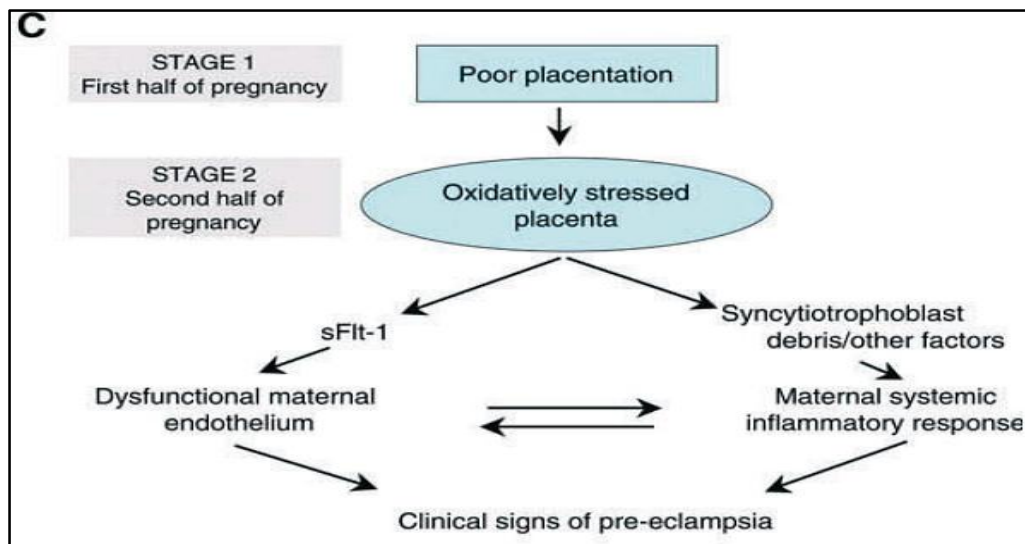 C
STAGE 1
First half of pregnancy
Poor placentation
STAGE 2
Second half of
pregnancy
Oxidatively stressed
placenta
sFlt-1
Syncytiotrophoblast
debris/other factors
Dysfunctional maternal
endothelium
Maternal systemic
inflammatory response
Clinical signs of pre-eclampsia